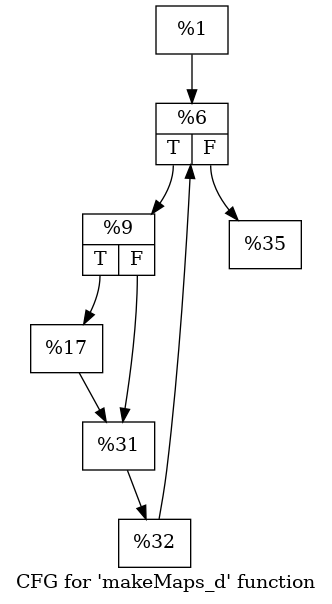 %1
%6
T F
%9
%35
T F
%17
%31
%32
CFG for 'makeMaps_d' function